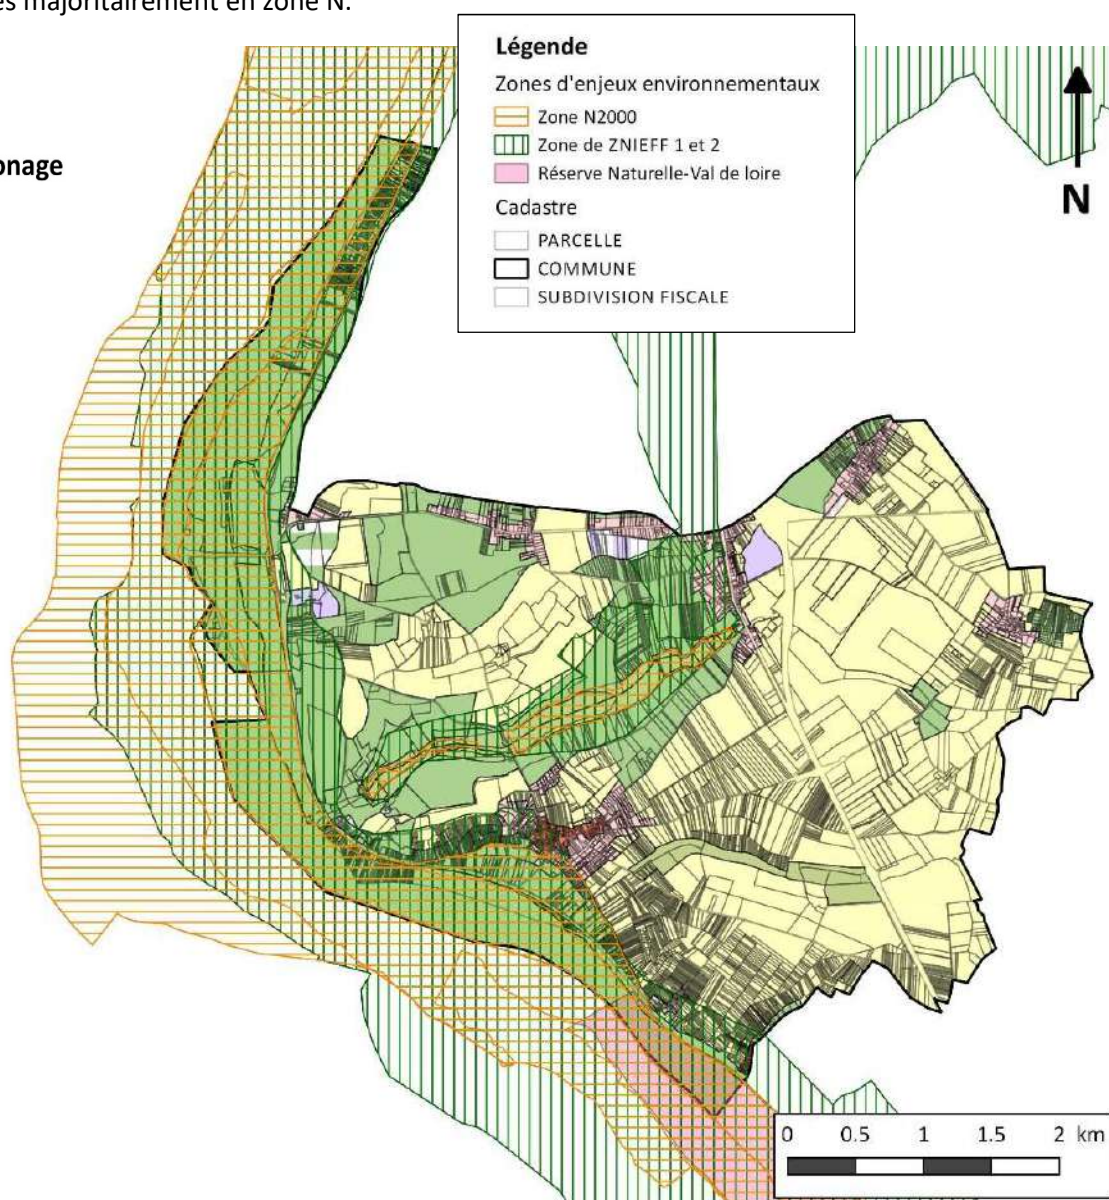 es majoritairement en zone N.
onage
Légende
Zones d'enjeux environnementaux
Zone N2000
Zone de ZNIEFF 1 et 2
Réserve Naturelle-Val de loire
Cadastre
PARCELLE
COMMUNE
SUBDIVISION FISCALE
N
0 0.5 1 1.5 2 km